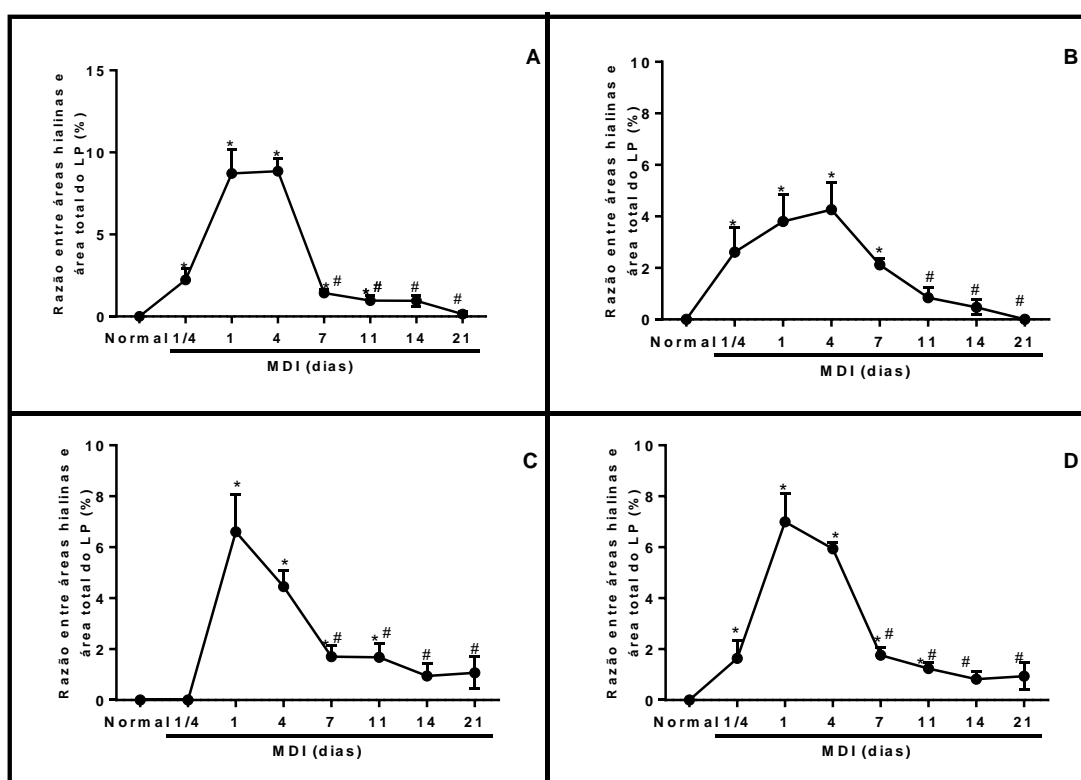 A
Razão entre áreas hialinas e
área total do LP (%)
15
10
5
0
*
*
*
* #
* #
#
#
Normal 1/4 1 4 7 11 14 21
MDI (dias)
B
Razão entre áreas hialinas e
área total do LP (%)
10
8
6
4
2
0
*
*
*
*
#
#
#
Normal 1/4 1 4 7 11 14 21
MDI (dias)
C
Razão entre áreas hialinas e
área total do LP (%)
10
8
6
4
2
0
*
*
* #
* #
#
#
Normal 1/4 1 4 7 11 14 21
MDI (dias)
D
Razão entre áreas hialinas e
área total do LP (%)
10
8
6
4
2
0
*
*
*
* #
* #
#
#
Normal 1/4 1 4 7 11 14 21
MDI (dias)